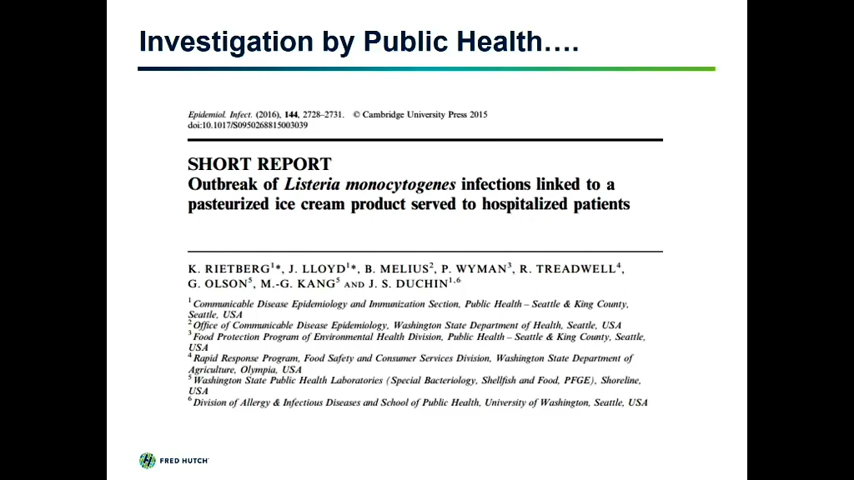 Investigation by Public Health….
Epidemiol. Infect. (2016), 144, 2728–2731. © Cambridge University Press 2015
doi:10.1017/S0950268815003039
SHORT REPORT
Outbreak of Listeria monocytogenes infections linked to a
pasteurized ice cream product served to hospitalized patients
K. RIETBERG1*, J. LLOYD1*, B. MELIUS2, P. WYMAN3, R. TREADWELL4,
G. OLSON5, M.-G. KANG5 AND J. S. DUCHIN1,6
1 Communicable Disease Epidemiology and Immunization Section, Public Health – Seattle & King County,
Seattle, USA
2 Office of Communicable Disease Epidemiology, Washington State Department of Health, Seattle, USA
3 Food Protection Program of Environmental Health Division, Public Health – Seattle & King County, Seattle,
USA
4 Rapid Response Program, Food Safety and Consumer Services Division, Washington State Department of
Agriculture, Olympia, USA
5 Washington State Public Health Laboratories (Special Bacteriology, Shellfish and Food, PFGE), Shoreline,
USA
6 Division of Allergy & Infectious Diseases and School of Public Health, University of Washington, Seattle, USA
FRED HUTCH